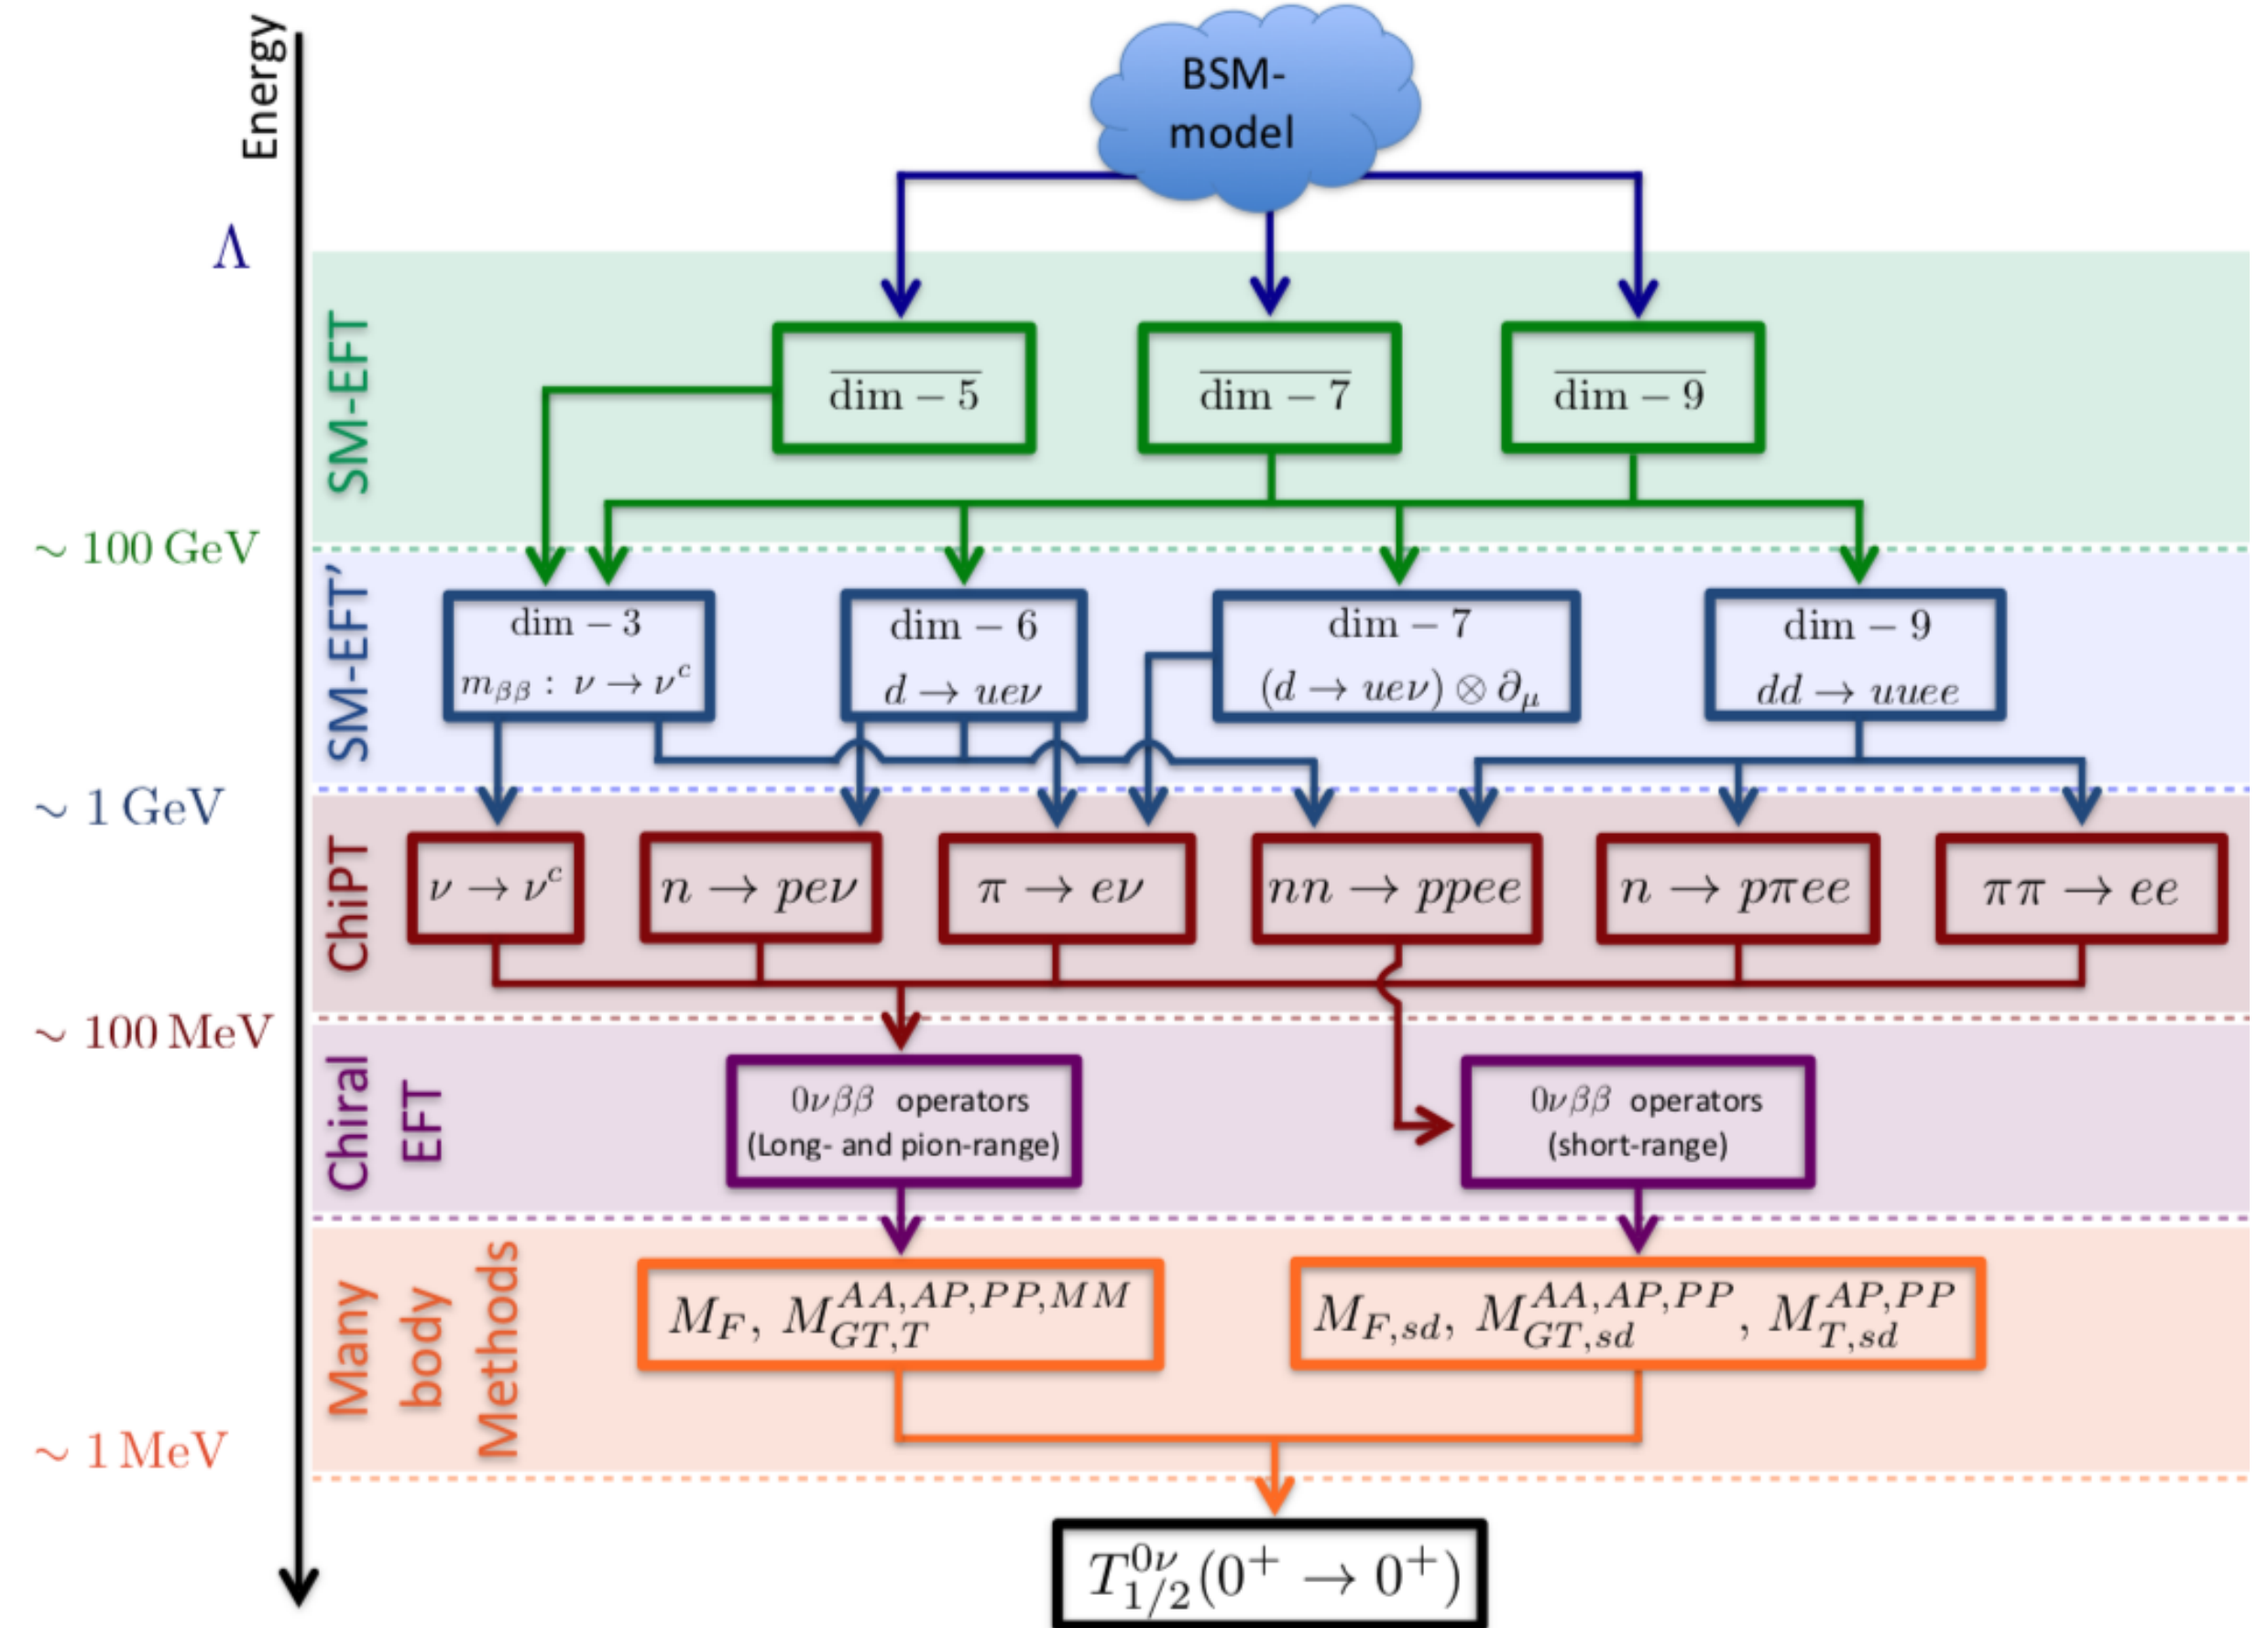 Energy
BSM-
model
Λ
SM-EFT
dim − 5
dim − 7
dim − 9
∼ 100 GeV
SM-EFT’
dim − 3
m_{ββ} : ν → ν^c
dim − 6
d → ueν
dim − 7
(d → ueν) ⊗ ∂_μ
dim − 9
dd → uuee
∼ 1 GeV
ChiPT
ν → ν^c
n → peν
π → eν
nn → ppee
n → pπee
ππ → ee
∼ 100 MeV
Chiral
EFT
0νββ operators
(Long- and pion-range)
0νββ operators
(short-range)
Many
body
Methods
M_F, M_{GT,T}^{AA,AP,PP,MM}
M_{F,sd}, M_{GT,sd}^{AA,AP,PP}, M_{T,sd}^{AP,PP}
∼ 1 MeV
T_{1/2}^{0ν}(0^+ → 0^+)